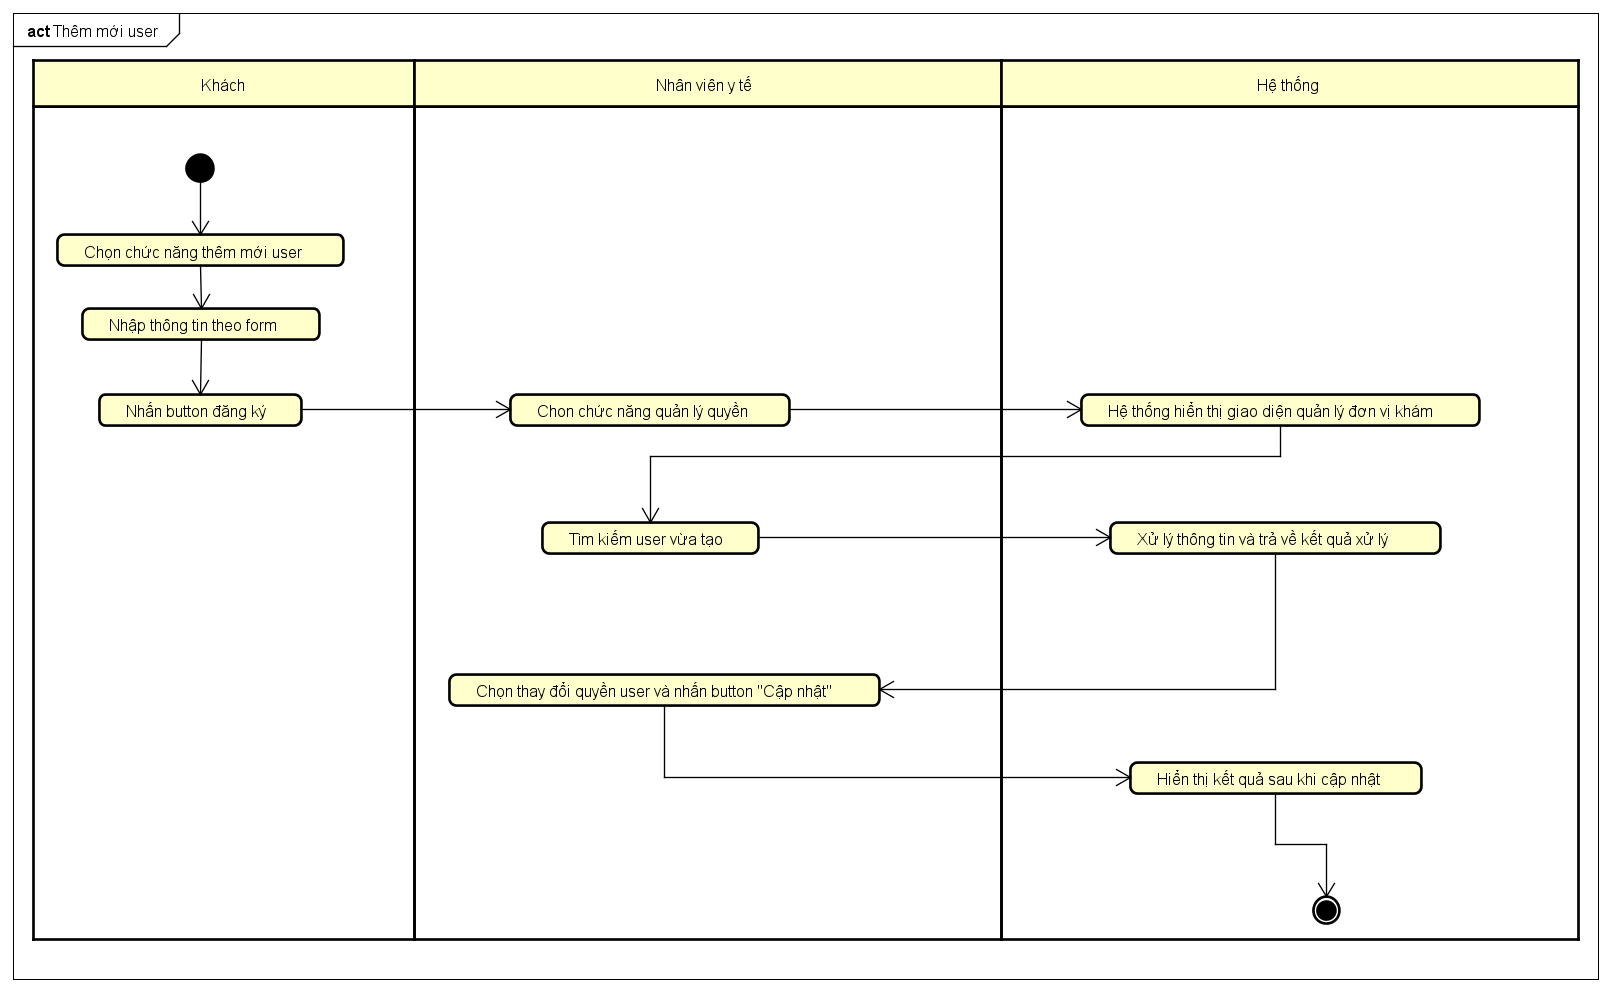 act Thêm mới user
Khách
Nhân viên y tế
Hệ thống
Chọn chức năng thêm mới user
Nhập thông tin theo form
Nhấn button đăng ký
Chon chức năng quản lý quyền
Hệ thống hiển thị giao diện quản lý đơn vị khám
Tìm kiếm user vừa tạo
Xử lý thông tin và trả về kết quả xử lý
Chọn thay đổi quyền user và nhấn button "Cập nhật"
Hiển thị kết quả sau khi cập nhật